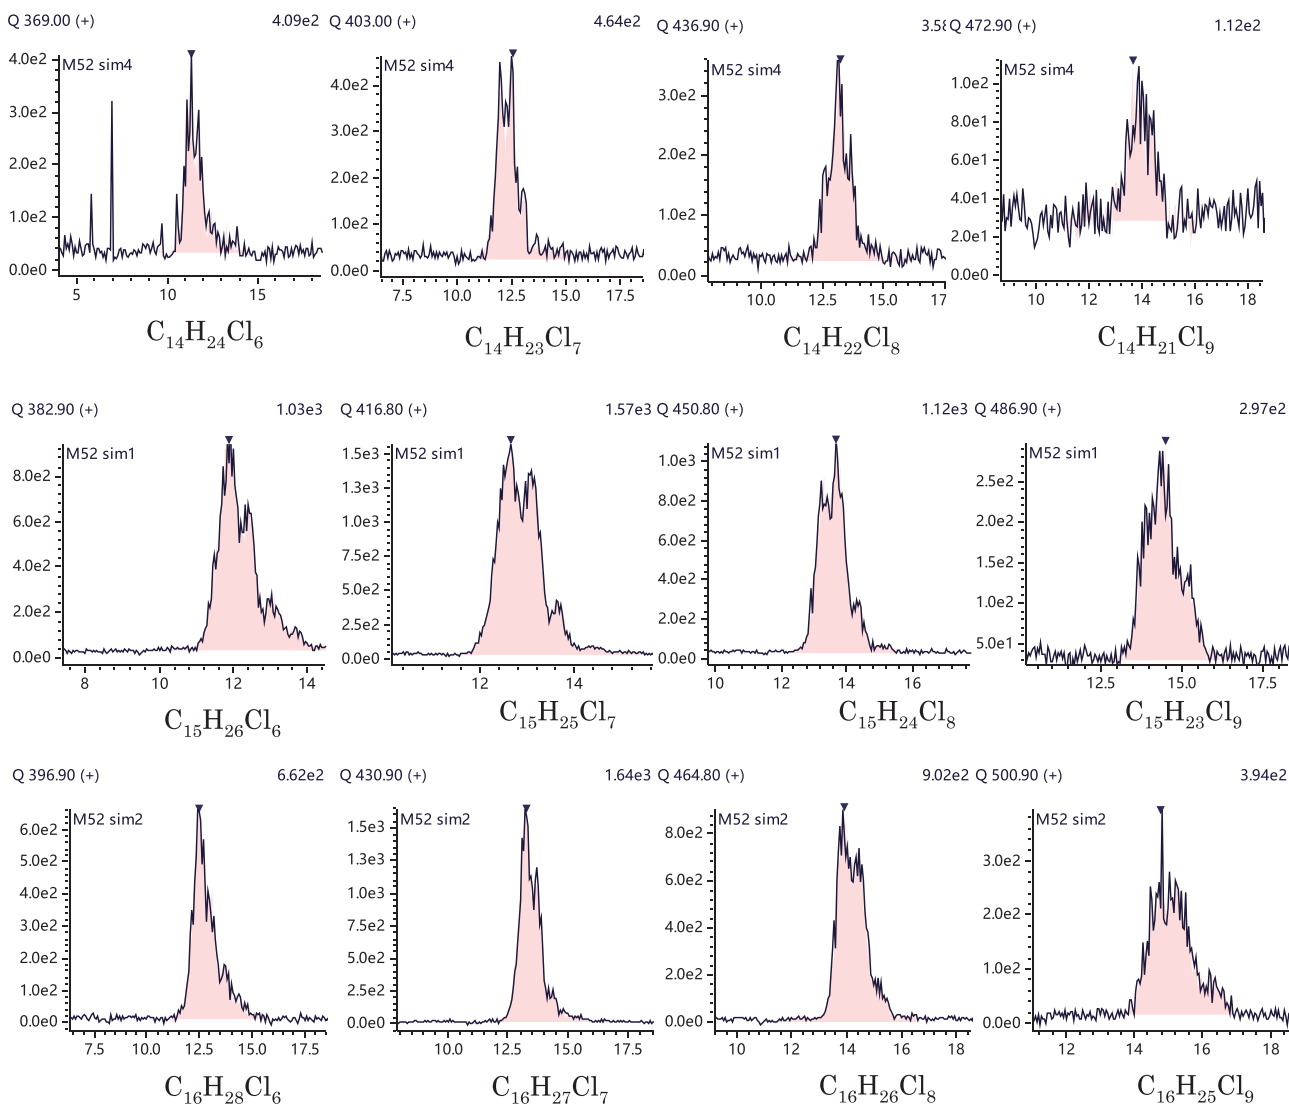 Q 369.00 (+) 4.09e2 Q 403.00 (+) 4.64e2 Q 436.90 (+) 3.58 Q 472.90 (+) 1.12e2
M52 sim4 M52 sim4 M52 sim4 M52 sim4
4.0e2 3.0e2 2.0e2 1.0e2 0.0e0
4.0e2 3.0e2 2.0e2 1.0e2 0.0e0
3.0e2 2.0e2 1.0e2 0.0e0
1.0e2 8.0e1 6.0e1 4.0e1 2.0e1 0.0e0
5 10 15 7.5 10.0 12.5 15.0 17.5 10.0 12.5 15.0 17 10 12 14 16 18
C14H24Cl6 C14H23Cl7 C14H22Cl8 C14H21Cl9
Q 382.90 (+) 1.03e3 Q 416.80 (+) 1.57e3 Q 450.80 (+) 1.12e3 Q 486.90 (+) 2.97e2
M52 sim1 M52 sim1 M52 sim1 M52 sim1
8.0e2 6.0e2 4.0e2 2.0e2 0.0e0
1.5e3 1.3e3 1.0e3 7.5e2 5.0e2 2.5e2 0.0e0
1.0e3 8.0e2 6.0e2 4.0e2 2.0e2 0.0e0
2.5e2 2.0e2 1.5e2 1.0e2 5.0e1
8 10 12 14 12 14 10 12 14 16 12.5 15.0 17.5
C15H26Cl6 C15H25Cl7 C15H24Cl8 C15H23Cl9
Q 396.90 (+) 6.62e2 Q 430.90 (+) 1.64e3 Q 464.80 (+) 9.02e2 Q 500.90 (+) 3.94e2
M52 sim2 M52 sim2 M52 sim2 M52 sim2
6.0e2 5.0e2 4.0e2 3.0e2 2.0e2 1.0e2 0.0e0
1.5e3 1.3e3 1.0e3 7.5e2 5.0e2 2.5e2 0.0e0
8.0e2 6.0e2 4.0e2 2.0e2 0.0e0
3.0e2 2.0e2 1.0e2 0.0e0
7.5 10.0 12.5 15.0 17.5 10.0 12.5 15.0 17.5 10 12 14 16 18 12 14 16 18
C16H28Cl6 C16H27Cl7 C16H26Cl8 C16H25Cl9